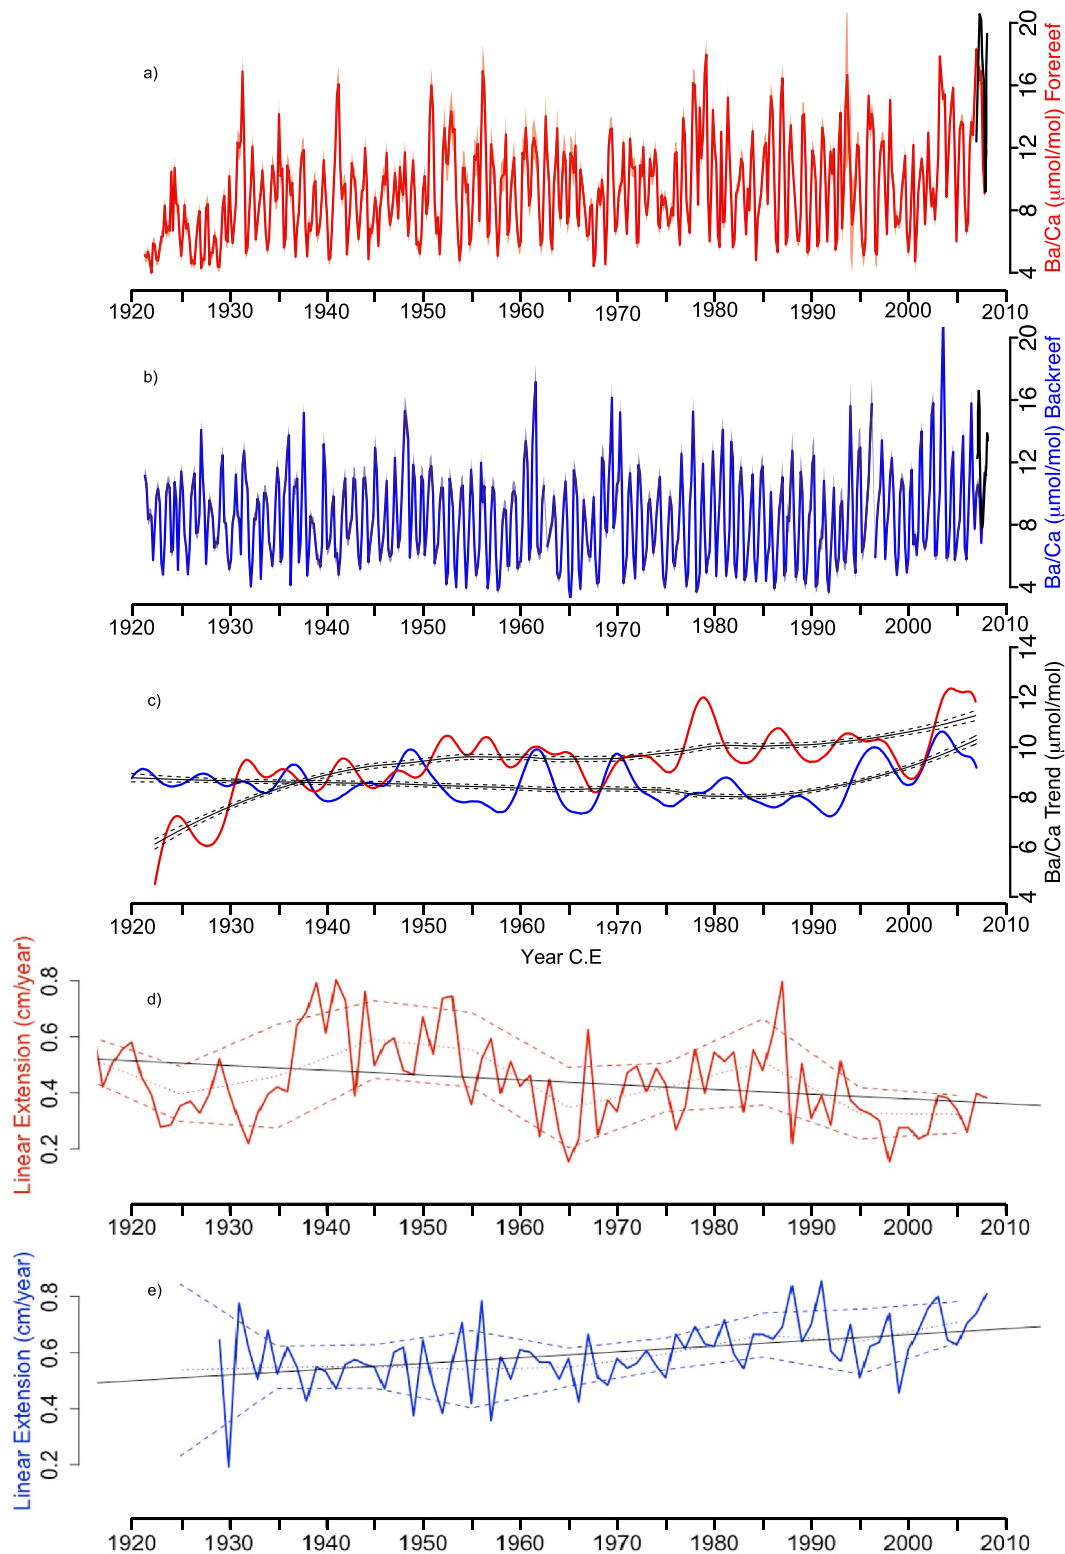 a)
Ba/Ca (μmol/mol) Forereef
4 8 12 16 20
1920 1930 1940 1950 1960 1970 1980 1990 2000 2010
b)
Ba/Ca (μmol/mol) Backreef
4 8 12 16 20
1920 1930 1940 1950 1960 1970 1980 1990 2000 2010
c)
Ba/Ca Trend (μmol/mol)
4 6 8 10 12 14
1920 1930 1940 1950 1960 1970 1980 1990 2000 2010
Year C.E
d)
Linear Extension (cm/year)
0.2 0.4 0.6 0.8
1920 1930 1940 1950 1960 1970 1980 1990 2000 2010
e)
Linear Extension (cm/year)
0.2 0.4 0.6 0.8
1920 1930 1940 1950 1960 1970 1980 1990 2000 2010